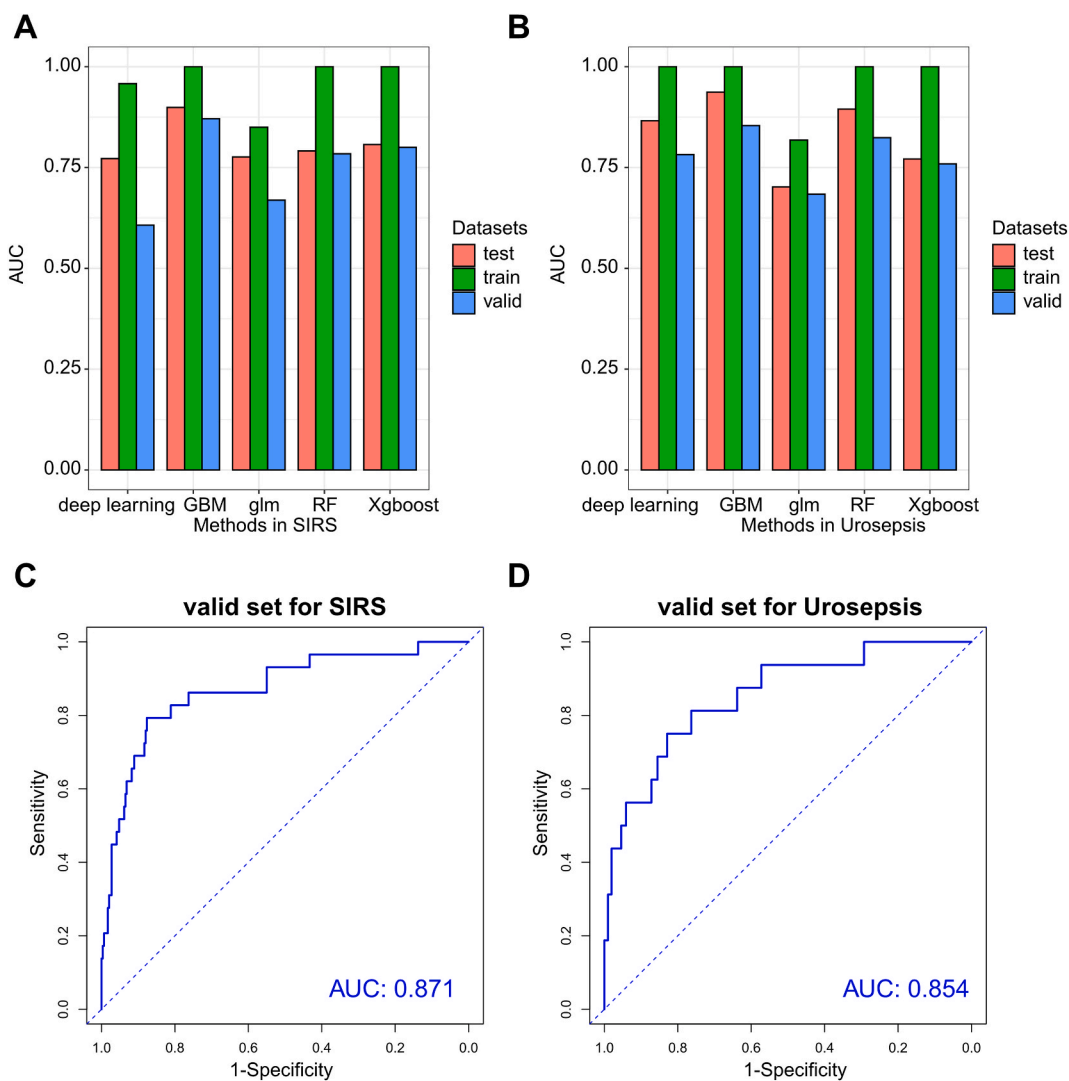 A
1.00
0.75
0.50
0.25
0.00
AUC
deep learning GBM glm RF Xgboost
Methods in SIRS
Datasets
test
train
valid
B
1.00
0.75
0.50
0.25
0.00
AUC
deep learning GBM glm RF Xgboost
Methods in Urosepsis
Datasets
test
train
valid
C
valid set for SIRS
1.0
0.8
0.6
0.4
0.2
0.0
Sensitivity
AUC: 0.871
1.0 0.8 0.6 0.4 0.2 0.0
1-Specificity
D
valid set for Urosepsis
1.0
0.8
0.6
0.4
0.2
0.0
Sensitivity
AUC: 0.854
1.0 0.8 0.6 0.4 0.2 0.0
1-Specificity